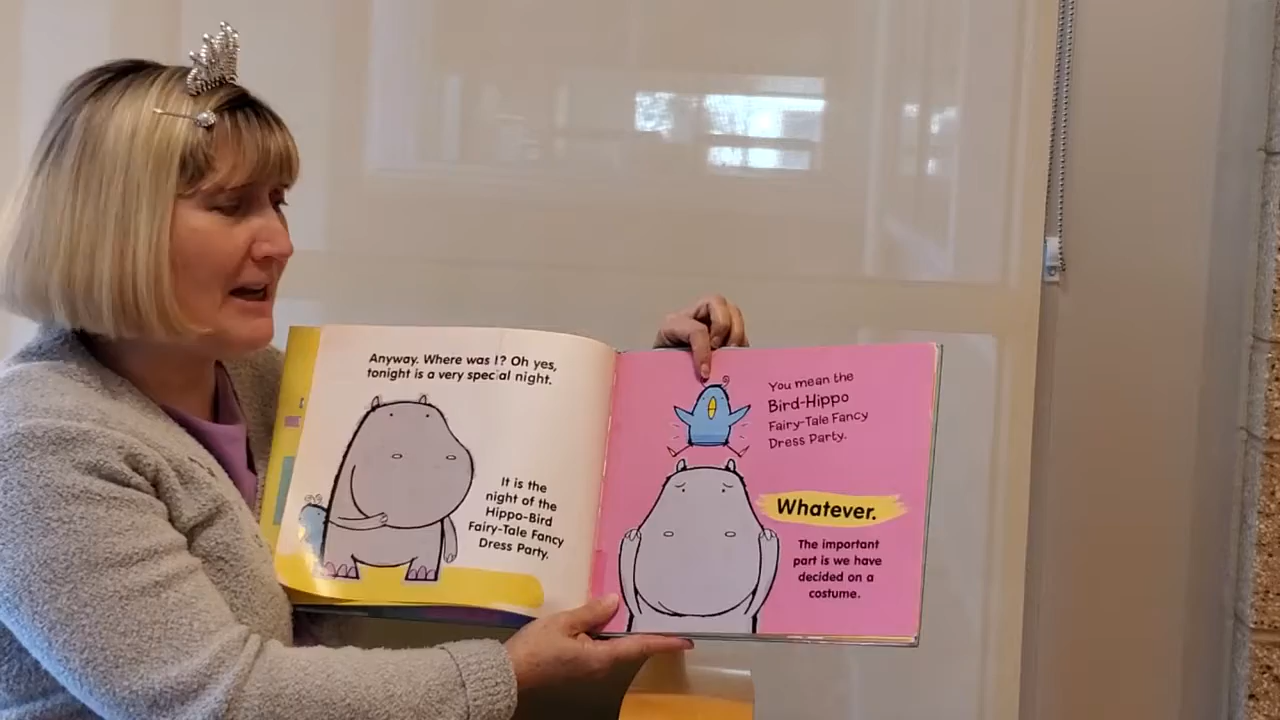 Anyway. Where was I? Oh yes,
tonight is a very special night.
It is the
night of the
Hippo-Bird
Fairy-Tale Fancy
Dress Party.
You mean the
Bird-Hippo
Fairy-Tale Fancy
Dress Party.
Whatever.
The important
part is we have
decided on a
costume.